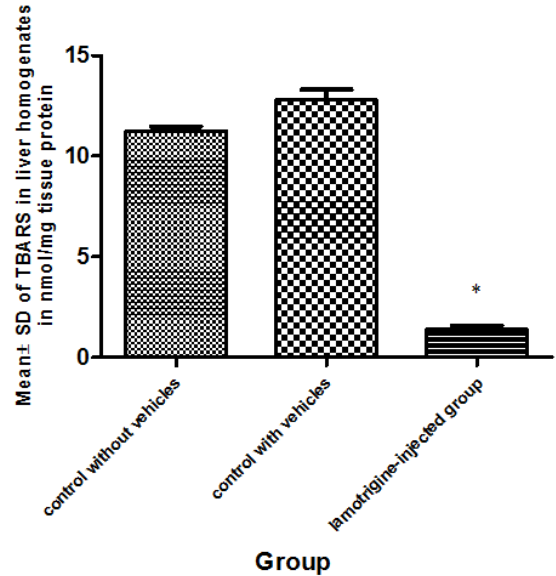 Mean± SD of TBARS in liver homogenates
in nmol/mg tissue protein
15
10
5
0
*
control without vehicles
control with vehicles
lamotrigine-injected group
Group